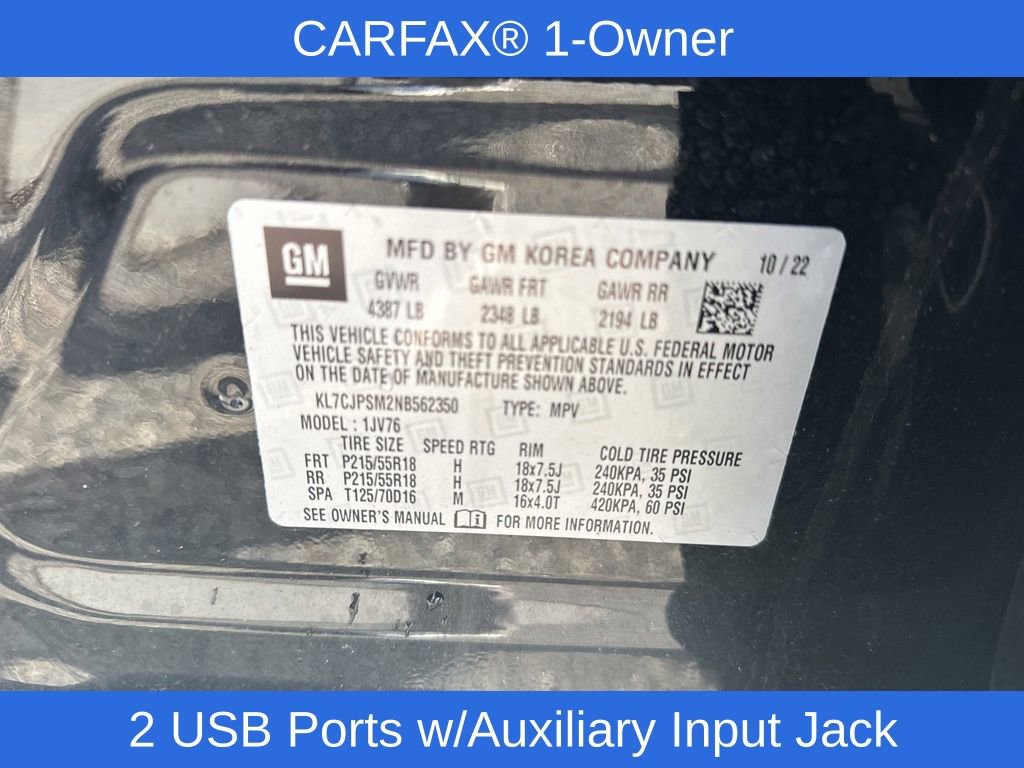 CARFAX® 1-Owner
GM
MFD BY GM KOREA COMPANY 10/22
GVWR GAWR FRT GAWR RR
4387 LB 2348 LB 2194 LB
THIS VEHICLE CONFORMS TO ALL APPLICABLE U.S. FEDERAL MOTOR
VEHICLE SAFETY AND THEFT PREVENTION STANDARDS IN EFFECT
ON THE DATE OF MANUFACTURE SHOWN ABOVE.
KL7CJPSM2NB562350 TYPE: MPV
MODEL : 1JV76
TIRE SIZE SPEED RTG RIM COLD TIRE PRESSURE
FRT P215/55R18 H 18x7.5J 240KPA, 35 PSI
RR P215/55R18 H 18x7.5J 240KPA, 35 PSI
SPA T125/70D16 M 16x4.0T 420KPA, 60 PSI
SEE OWNER'S MANUAL FOR MORE INFORMATION.
2 USB Ports w/Auxiliary Input Jack